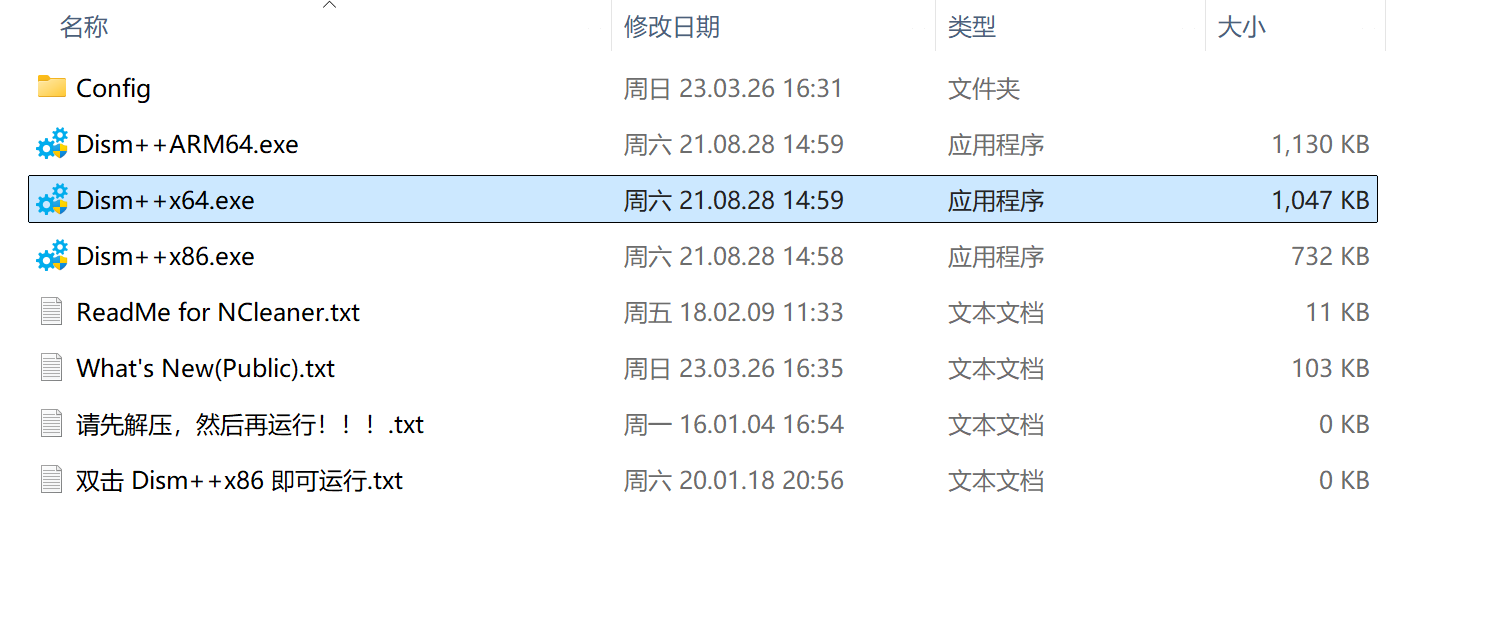 名称 修改日期 类型 大小
Config 周日 23.03.26 16:31 文件夹
Dism++ARM64.exe 周六 21.08.28 14:59 应用程序 1,130 KB
Dism++x64.exe 周六 21.08.28 14:59 应用程序 1,047 KB
Dism++x86.exe 周六 21.08.28 14:58 应用程序 732 KB
ReadMe for NCleaner.txt 周五 18.02.09 11:33 文本文档 11 KB
What's New(Public).txt 周日 23.03.26 16:35 文本文档 103 KB
请先解压，然后再运行！！！.txt 周一 16.01.04 16:54 文本文档 0 KB
双击 Dism++x86 即可运行.txt 周六 20.01.18 20:56 文本文档 0 KB